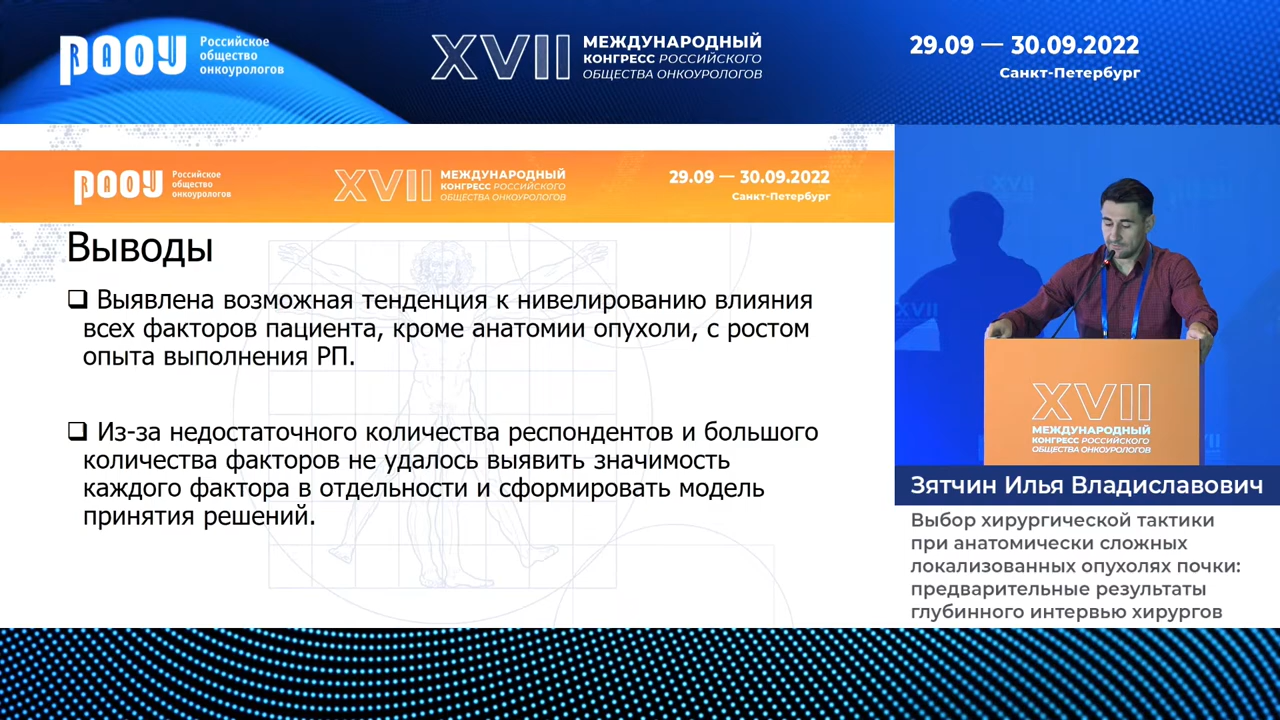 РАОУ
Российское
общество
онкоурологов
XVII
МЕЖДУНАРОДНЫЙ
КОНГРЕСС РОССИЙСКОГО
ОБЩЕСТВА ОНКОУРОЛОГОВ
29.09 — 30.09.2022
Санкт-Петербург
РАОУ
Российское
общество
онкоурологов
XVII
МЕЖДУНАРОДНЫЙ
КОНГРЕСС РОССИЙСКОГО
ОБЩЕСТВА ОНКОУРОЛОГОВ
29.09 — 30.09.2022
Санкт-Петербург
Выводы
❑ Выявлена возможная тенденция к нивелированию влияния
всех факторов пациента, кроме анатомии опухоли, с ростом
опыта выполнения РП.
❑ Из-за недостаточного количества респондентов и большого
количества факторов не удалось выявить значимость
каждого фактора в отдельности и сформировать модель
принятия решений.
XVII
МЕЖДУНАРОДНЫЙ
КОНГРЕСС РОССИЙСКОГО
ОБЩЕСТВА ОНКОУРОЛОГОВ
Зятчин Илья Владиславович
Выбор хирургической тактики
при анатомически сложных
локализованных опухолях почки:
предварительные результаты
глубинного интервью хирургов